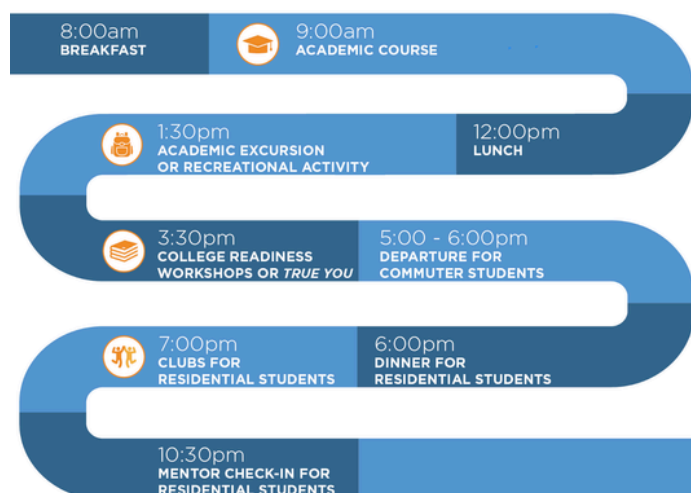 8:00am
BREAKFAST
9:00am
ACADEMIC COURSE
12:00pm
LUNCH
1:30pm
ACADEMIC EXCURSION
OR RECREATIONAL ACTIVITY
3:30pm
COLLEGE READINESS
WORKSHOPS OR TRUE YOU
5:00 - 6:00pm
DEPARTURE FOR
COMMUTER STUDENTS
6:00pm
DINNER FOR
RESIDENTIAL STUDENTS
7:00pm
CLUBS FOR
RESIDENTIAL STUDENTS
10:30pm
MENTOR CHECK-IN FOR
RESIDENTIAL STUDENTS